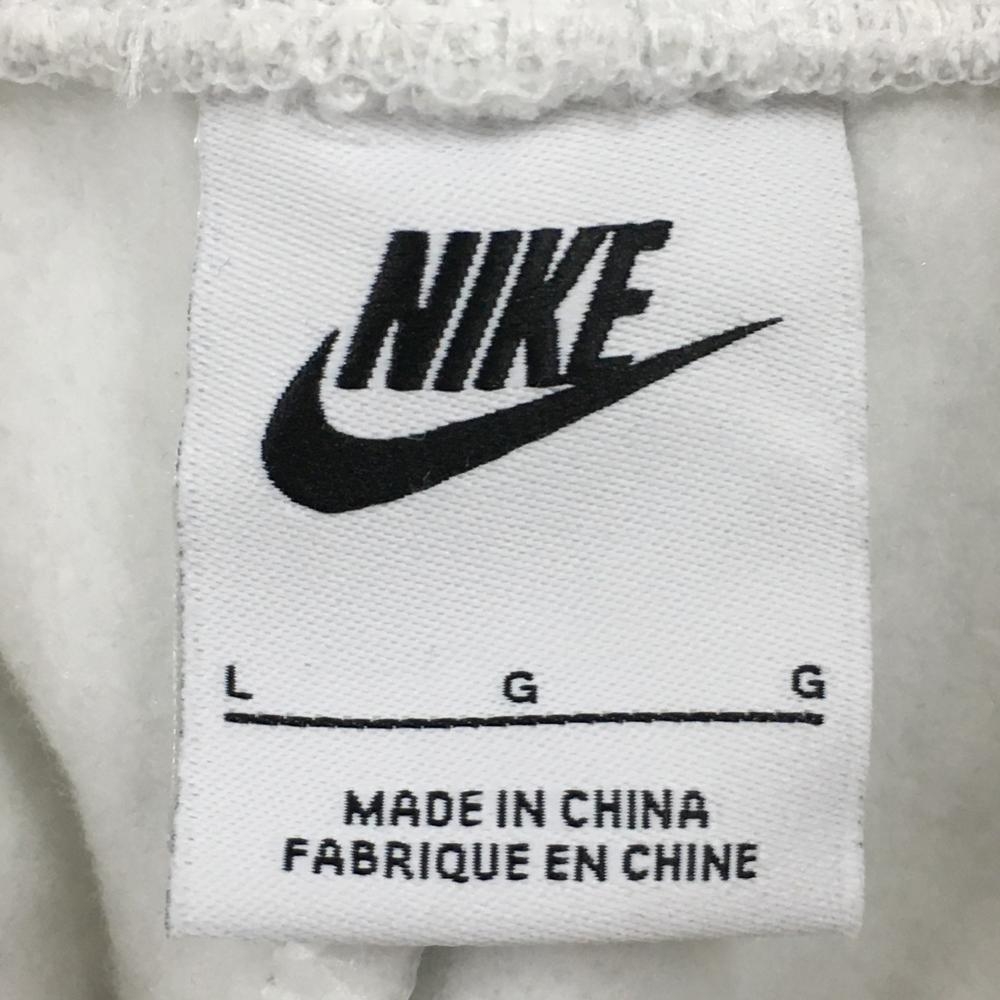 NIKE
L G G
MADE IN CHINA
FABRIQUE EN CHINE